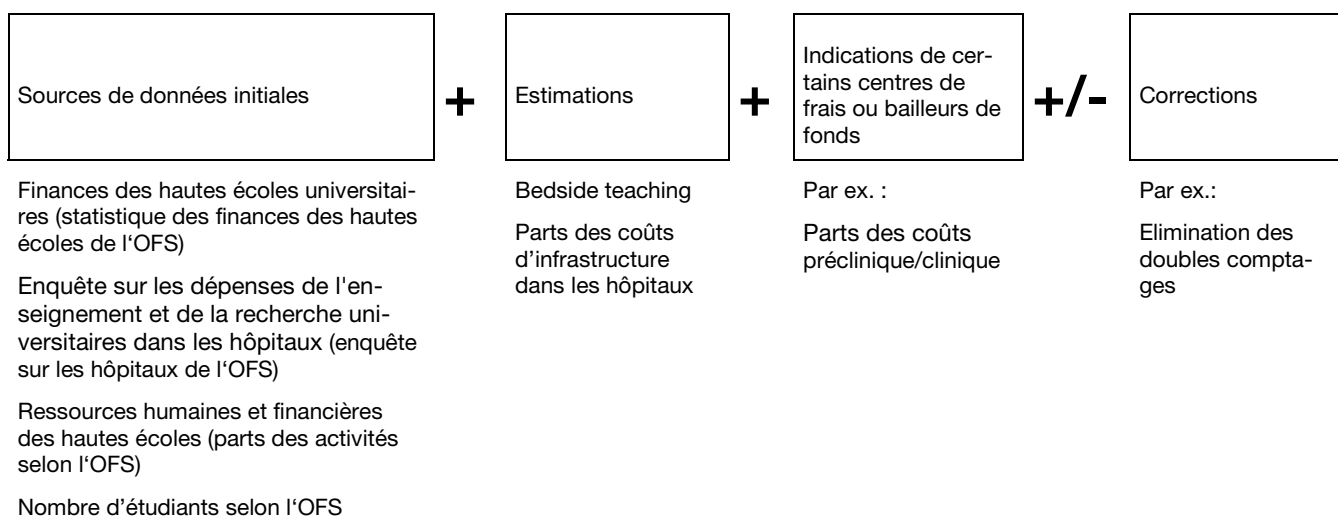 Sources de données initiales
+
Estimations
+
Indications de cer-
tains centres de
frais ou bailleurs de
fonds
+/-
Corrections
Finances des hautes écoles universitai-
res (statistique des finances des hautes
écoles de l‘OFS)
Enquête sur les dépenses de l'en-
seignement et de la recherche uni-
versitaires dans les hôpitaux (enquête
sur les hôpitaux de l‘OFS)
Ressources humaines et financières
des hautes écoles (parts des activités
selon l‘OFS)
Nombre d’étudiants selon l‘OFS
Bedside teaching
Parts des coûts
d’infrastructure
dans les hôpitaux
Par ex. :
Parts des coûts
préclinique/clinique
Par ex.:
Elimination des
doubles compta-
ges